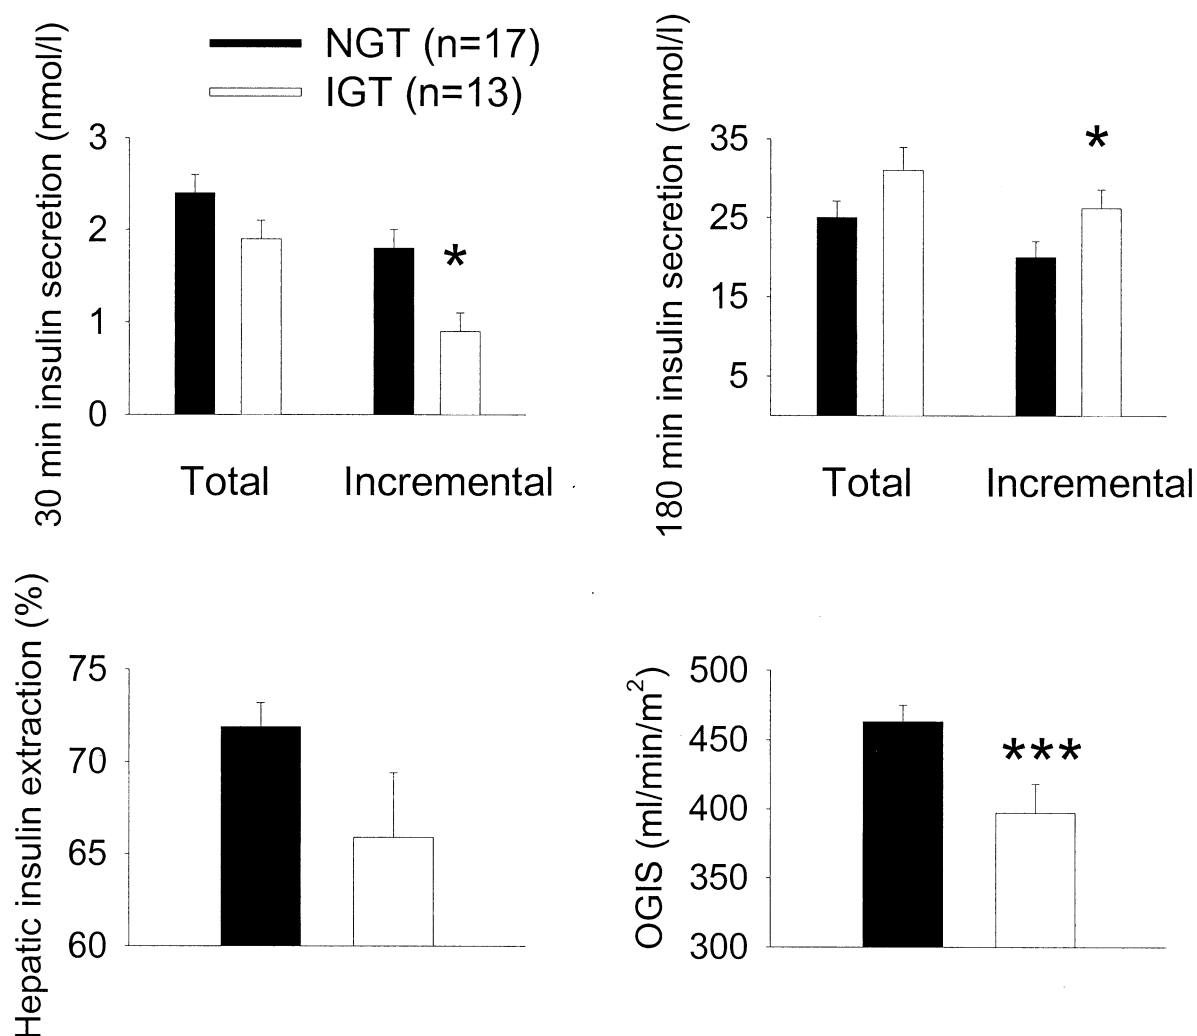 NGT (n=17)
IGT (n=13)
30 min insulin secretion (nmol/l)
3
2
1
0
Total
Incremental
*
180 min insulin secretion (nmol/l)
35
25
15
5
Total
Incremental
*
Hepatic insulin extraction (%)
75
70
65
60
OGIS (ml/min/m²)
500
450
400
350
300
***